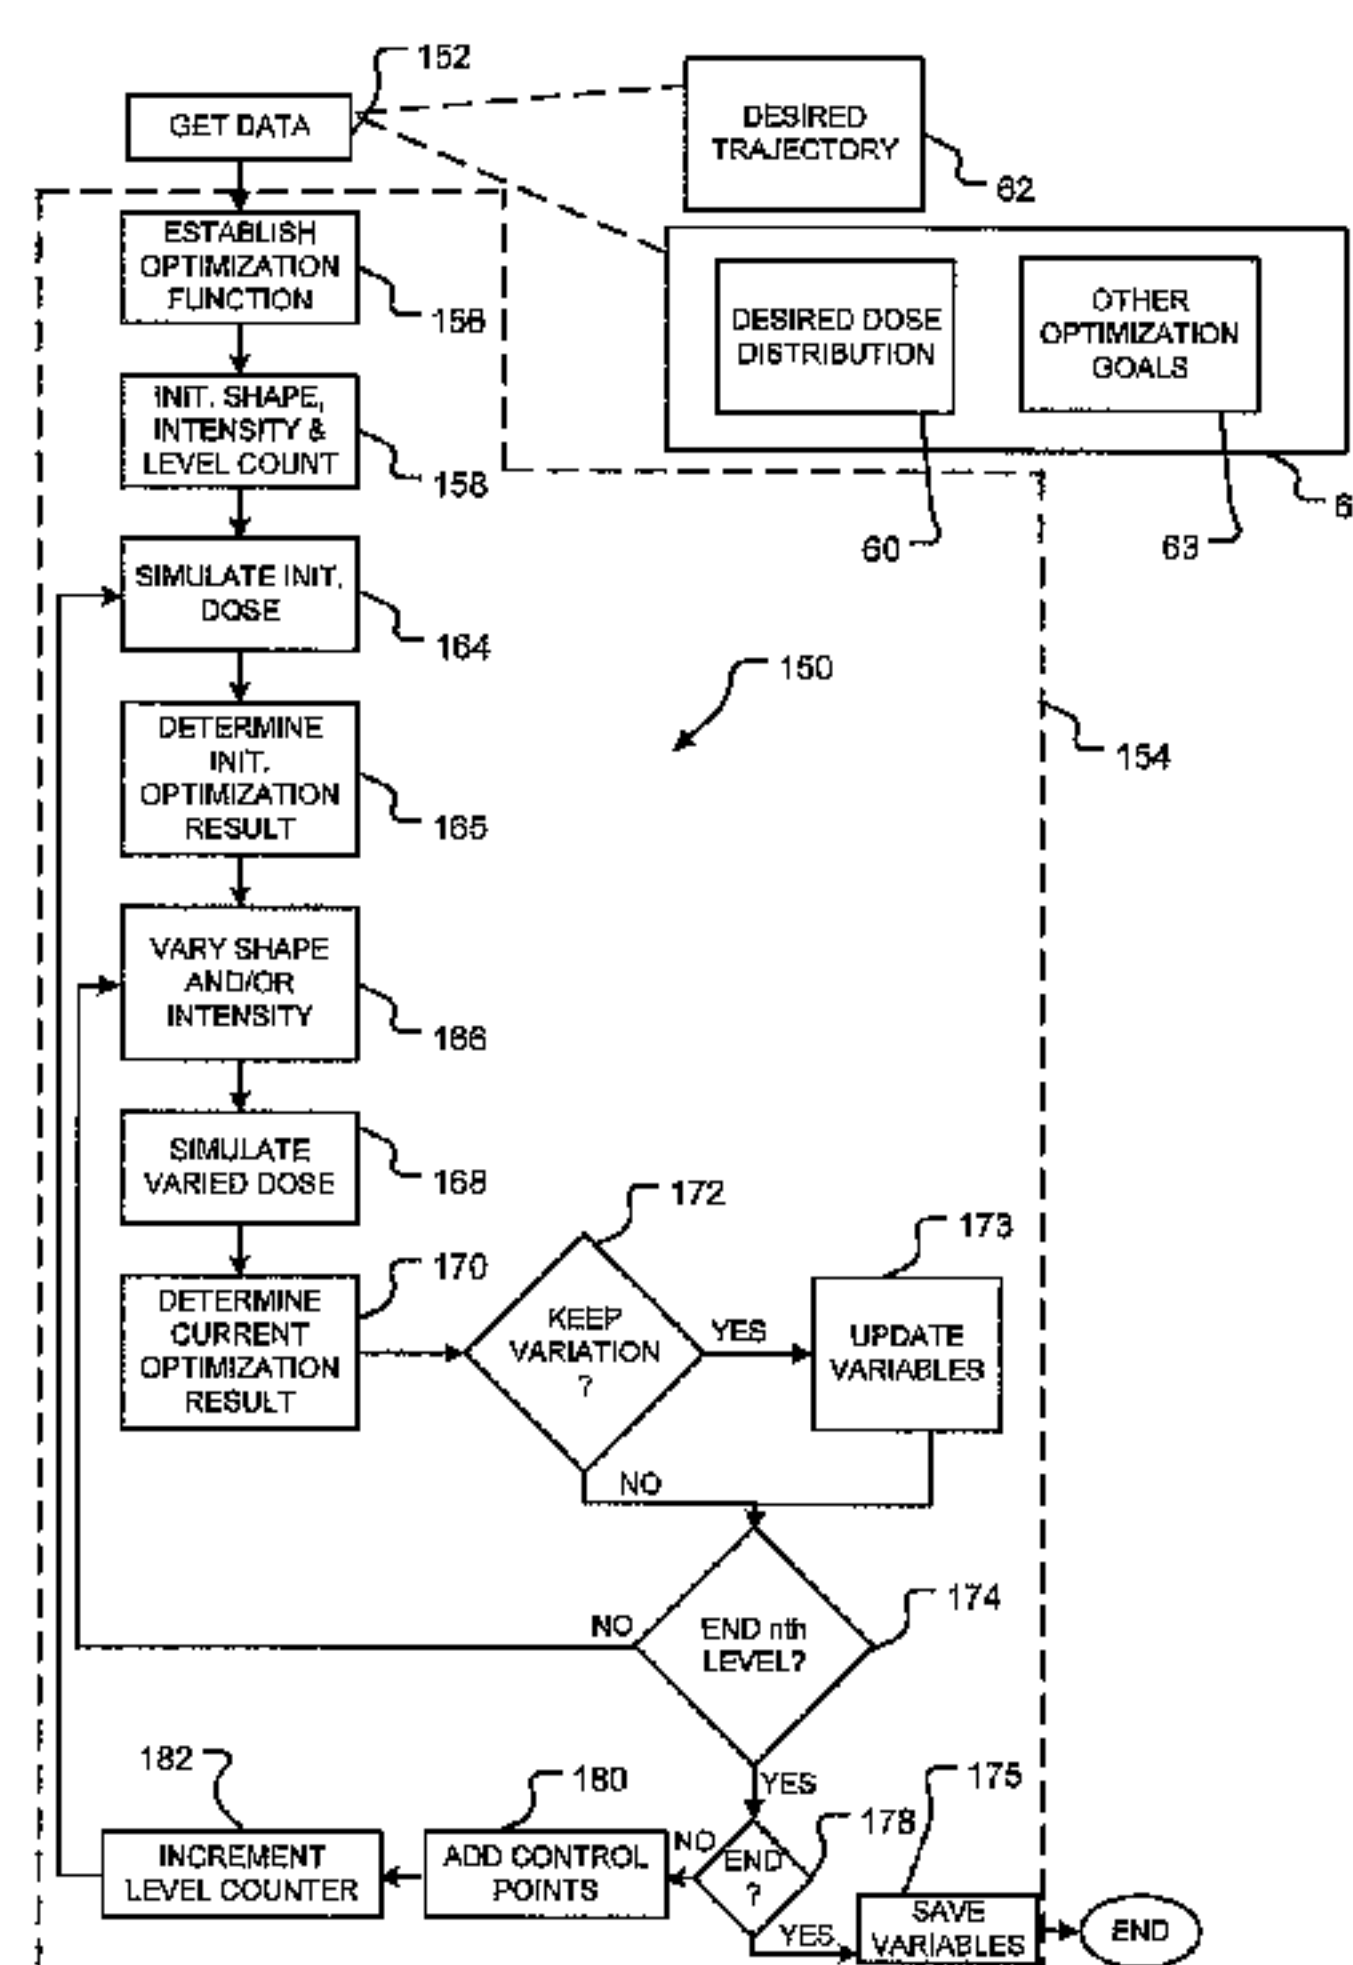 152
GET DATA
DESIRED
TRAJECTORY
62
ESTABLISH
OPTIMIZATION
FUNCTION
156
DESIRED DOSE
DISTRIBUTION
OTHER
OPTIMIZATION
GOALS
INIT. SHAPE,
INTENSITY &
LEVEL COUNT
158
6
60
63
SIMULATE INIT.
DOSE
164
150
DETERMINE
INIT.
OPTIMIZATION
RESULT
165
154
VARY SHAPE
AND/OR
INTENSITY
166
SIMULATE
VARIED DOSE
168
172
173
170
DETERMINE
CURRENT
OPTIMIZATION
RESULT
KEEP
VARIATION
?
YES
UPDATE
VARIABLES
NO
174
NO
END nth
LEVEL?
182
180
YES
175
178
INCREMENT
LEVEL COUNTER
ADD CONTROL
POINTS
NO
END
?
YES
SAVE
VARIABLES
END